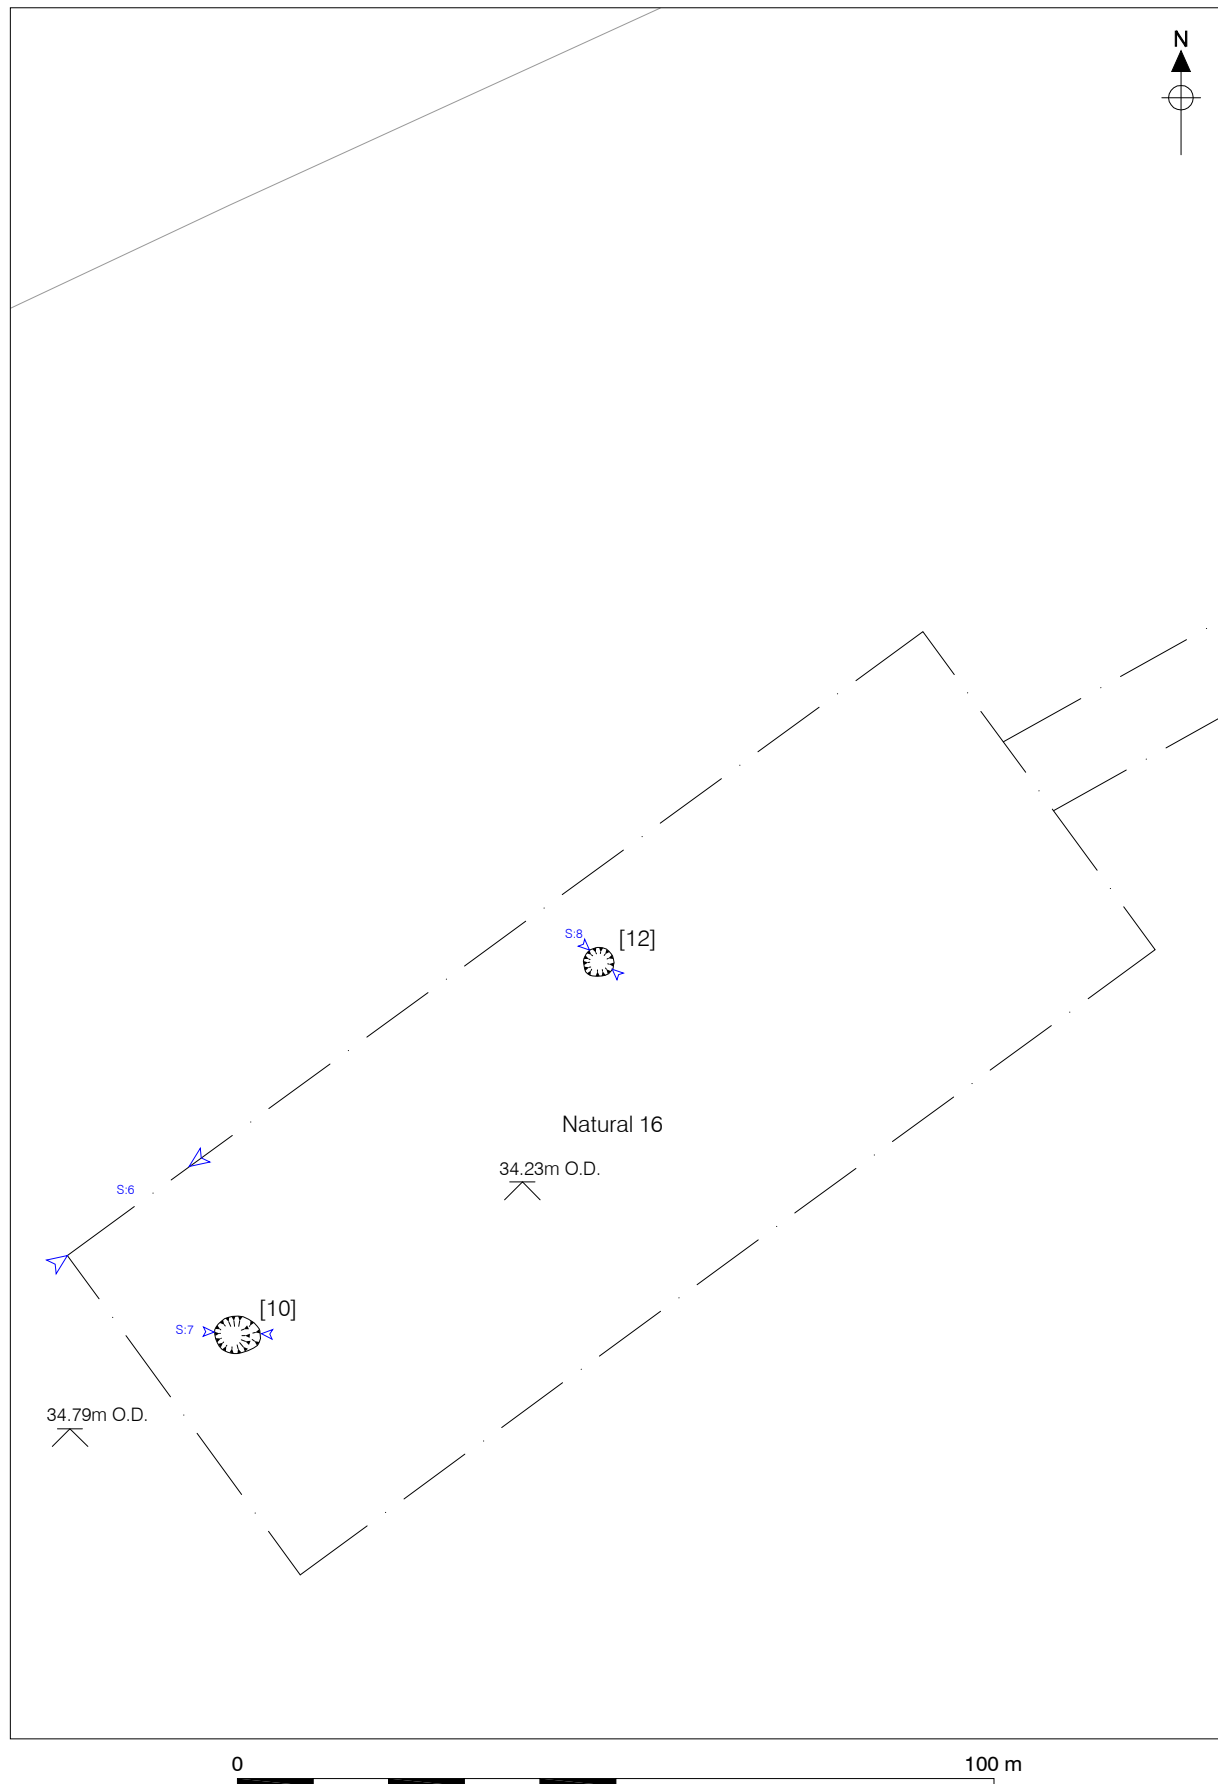 N
S:8
[12]
Natural 16
34.23m O.D.
S:6
[10]
S:7
34.79m O.D.
0 100 m